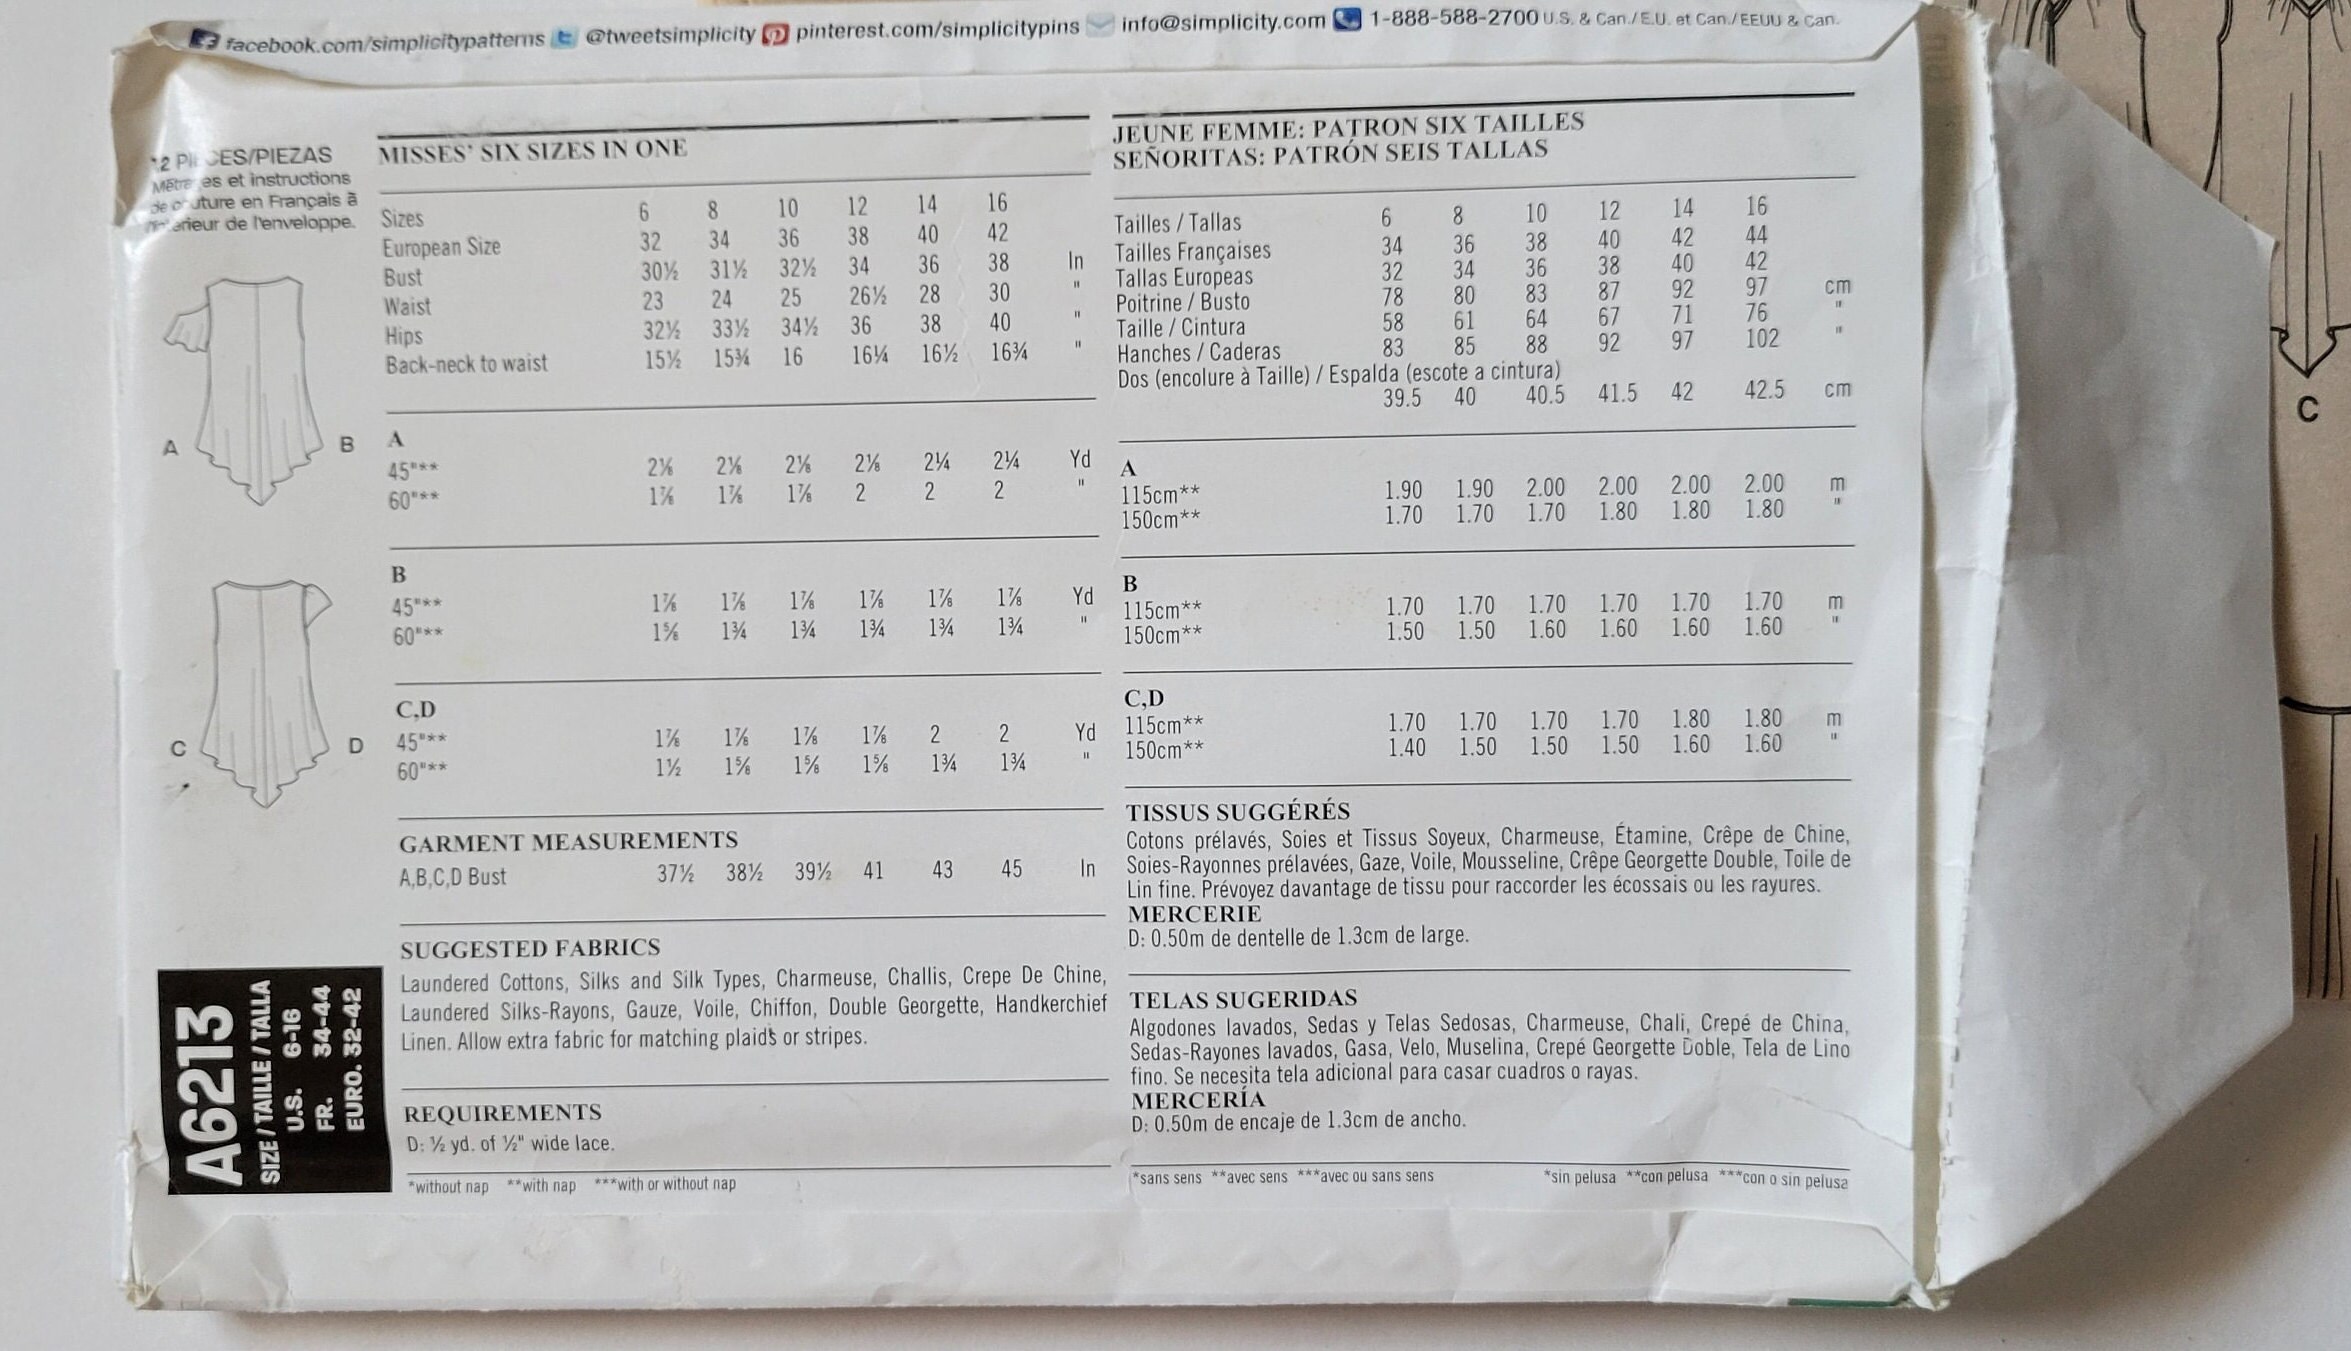 facebook.com/simplicitypatterns @tweetsimplicity pinterest.com/simplicitypins info@simplicity.com 1-888-588-2700 U.S. & Can./E.U. et Can./EEUU & Can.
PIECES/PIEZAS
et instructions
en Français à
de l'enveloppe.
A B
C D
A6213
SIZE / TAILLE / TALLA
U.S. 6-16
FR. 34-44
EURO. 32-42
MISSES' SIX SIZES IN ONE
Sizes 6 8 10 12 14 16
European Size 32 34 36 38 40 42
Bust 30½ 31½ 32½ 34 36 38 In
Waist 23 24 25 26½ 28 30 "
Hips 32½ 33½ 34½ 36 38 40 "
Back-neck to waist 15½ 15¾ 16 16¼ 16½ 16¾ "
A
45"** 2⅛ 2⅛ 2⅛ 2⅛ 2¼ 2¼ Yd
60"** 1⅞ 1⅞ 1⅞ 2 2 2 "
B
45"** 1⅞ 1⅞ 1⅞ 1⅞ 1⅞ 1⅞ Yd
60"** 1⅝ 1¾ 1¾ 1¾ 1¾ 1¾ "
C,D
45"** 1⅞ 1⅞ 1⅞ 1⅞ 2 2 Yd
60"** 1½ 1⅝ 1⅝ 1⅝ 1¾ 1¾ "
GARMENT MEASUREMENTS
A,B,C,D Bust 37½ 38½ 39½ 41 43 45 In
SUGGESTED FABRICS
Laundered Cottons, Silks and Silk Types, Charmeuse, Challis, Crepe De Chine,
Laundered Silks-Rayons, Gauze, Voile, Chiffon, Double Georgette, Handkerchief
Linen. Allow extra fabric for matching plaids or stripes.
REQUIREMENTS
D: ½ yd. of ½" wide lace.
*without nap **with nap ***with or without nap
JEUNE FEMME: PATRON SIX TAILLES
SEÑORITAS: PATRÓN SEIS TALLAS
Tailles / Tallas 6 8 10 12 14 16
Tailles Françaises 34 36 38 40 42 44
Tallas Europeas 32 34 36 38 40 42
Poitrine / Busto 78 80 83 87 92 97 cm
Taille / Cintura 58 61 64 67 71 76 "
Hanches / Caderas 83 85 88 92 97 102 "
Dos (encolure à Taille) / Espalda (escote a cintura)
39.5 40 40.5 41.5 42 42.5 cm
A
115cm** 1.90 1.90 2.00 2.00 2.00 2.00 m
150cm** 1.70 1.70 1.70 1.80 1.80 1.80 "
B
115cm** 1.70 1.70 1.70 1.70 1.70 1.70 m
150cm** 1.50 1.50 1.60 1.60 1.60 1.60 "
C,D
115cm** 1.70 1.70 1.70 1.70 1.80 1.80 m
150cm** 1.40 1.50 1.50 1.50 1.60 1.60 "
TISSUS SUGGÉRÉS
Cotons prélavés, Soies et Tissus Soyeux, Charmeuse, Étamine, Crêpe de Chine,
Soies-Rayonnes prélavées, Gaze, Voile, Mousseline, Crêpe Georgette Double, Toile de
Lin fine. Prévoyez davantage de tissu pour raccorder les écossais ou les rayures.
MERCERIE
D: 0.50m de dentelle de 1.3cm de large.
TELAS SUGERIDAS
Algodones lavados, Sedas y Telas Sedosas, Charmeuse, Chali, Crepé de China,
Sedas-Rayones lavados, Gasa, Velo, Muselina, Crepé Georgette Doble, Tela de Lino
fino. Se necesita tela adicional para casar cuadros o rayas.
MERCERÍA
D: 0.50m de encaje de 1.3cm de ancho.
*sans sens **avec sens ***avec ou sans sens *sin pelusa **con pelusa ***con o sin pelusa
C